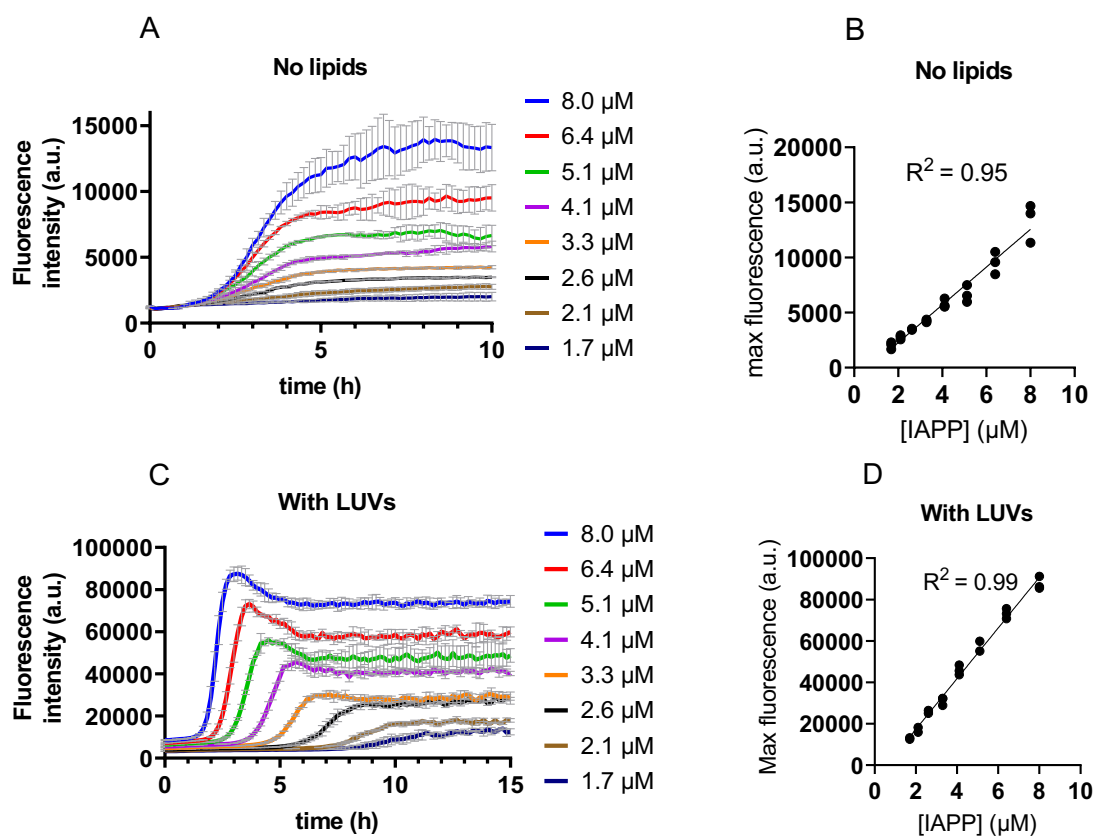 A
No lipids
Fluorescence
intensity (a.u.)
15000
10000
5000
0
0
5
10
time (h)
8.0 µM
6.4 µM
5.1 µM
4.1 µM
3.3 µM
2.6 µM
2.1 µM
1.7 µM
B
No lipids
max fluorescence (a.u.)
20000
15000
10000
5000
0
R² = 0.95
0
2
4
6
8
10
[IAPP] (µM)
C
With LUVs
Fluorescence
intensity (a.u.)
100000
80000
60000
40000
20000
0
0
5
10
15
time (h)
8.0 µM
6.4 µM
5.1 µM
4.1 µM
3.3 µM
2.6 µM
2.1 µM
1.7 µM
D
With LUVs
Max fluorescence (a.u.)
100000
80000
60000
40000
20000
0
R² = 0.99
0
2
4
6
8
10
[IAPP] (µM)